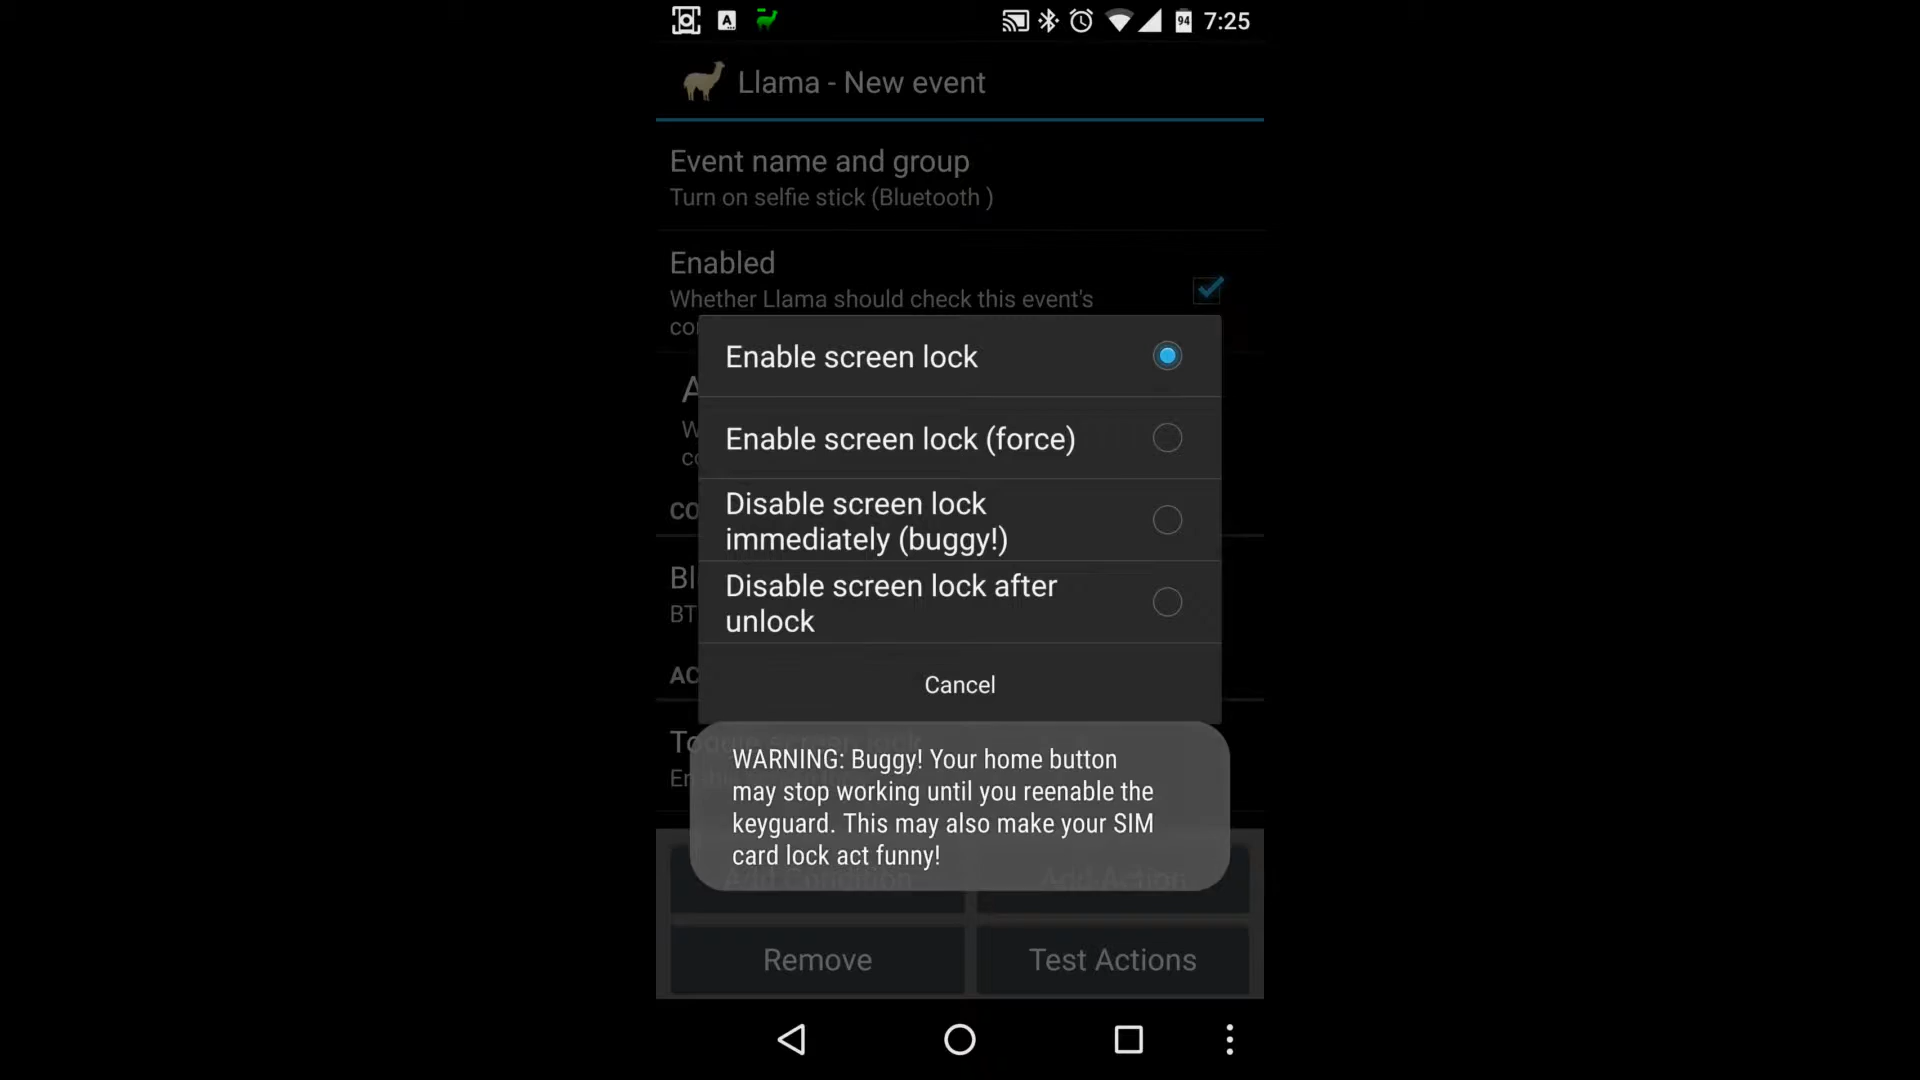 A
94
7:25
Llama - New event
Event name and group
Turn on selfie stick (Bluetooth )
Enabled
Whether Llama should check this event's
Enable screen lock
Enable screen lock (force)
Disable screen lock
immediately (buggy!)
Disable screen lock after
unlock
Cancel
WARNING: Buggy! Your home button
may stop working until you reenable the
keyguard. This may also make your SIM
card lock act funny!
Add Condition
Add Action
Remove
Test Actions